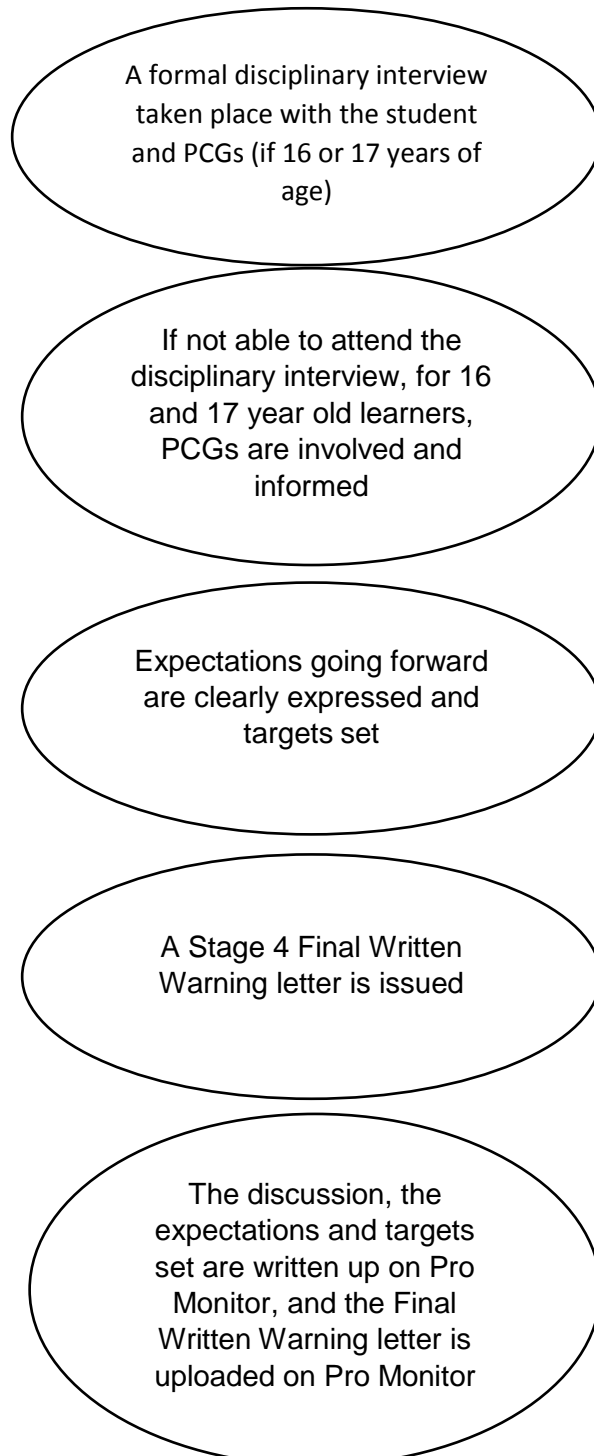 A formal disciplinary interview
taken place with the student
and PCGs (if 16 or 17 years of
age)
If not able to attend the
disciplinary interview, for 16
and 17 year old learners,
PCGs are involved and
informed
Expectations going forward
are clearly expressed and
targets set
A Stage 4 Final Written
Warning letter is issued
The discussion, the
expectations and targets
set are written up on Pro
Monitor, and the Final
Written Warning letter is
uploaded on Pro Monitor